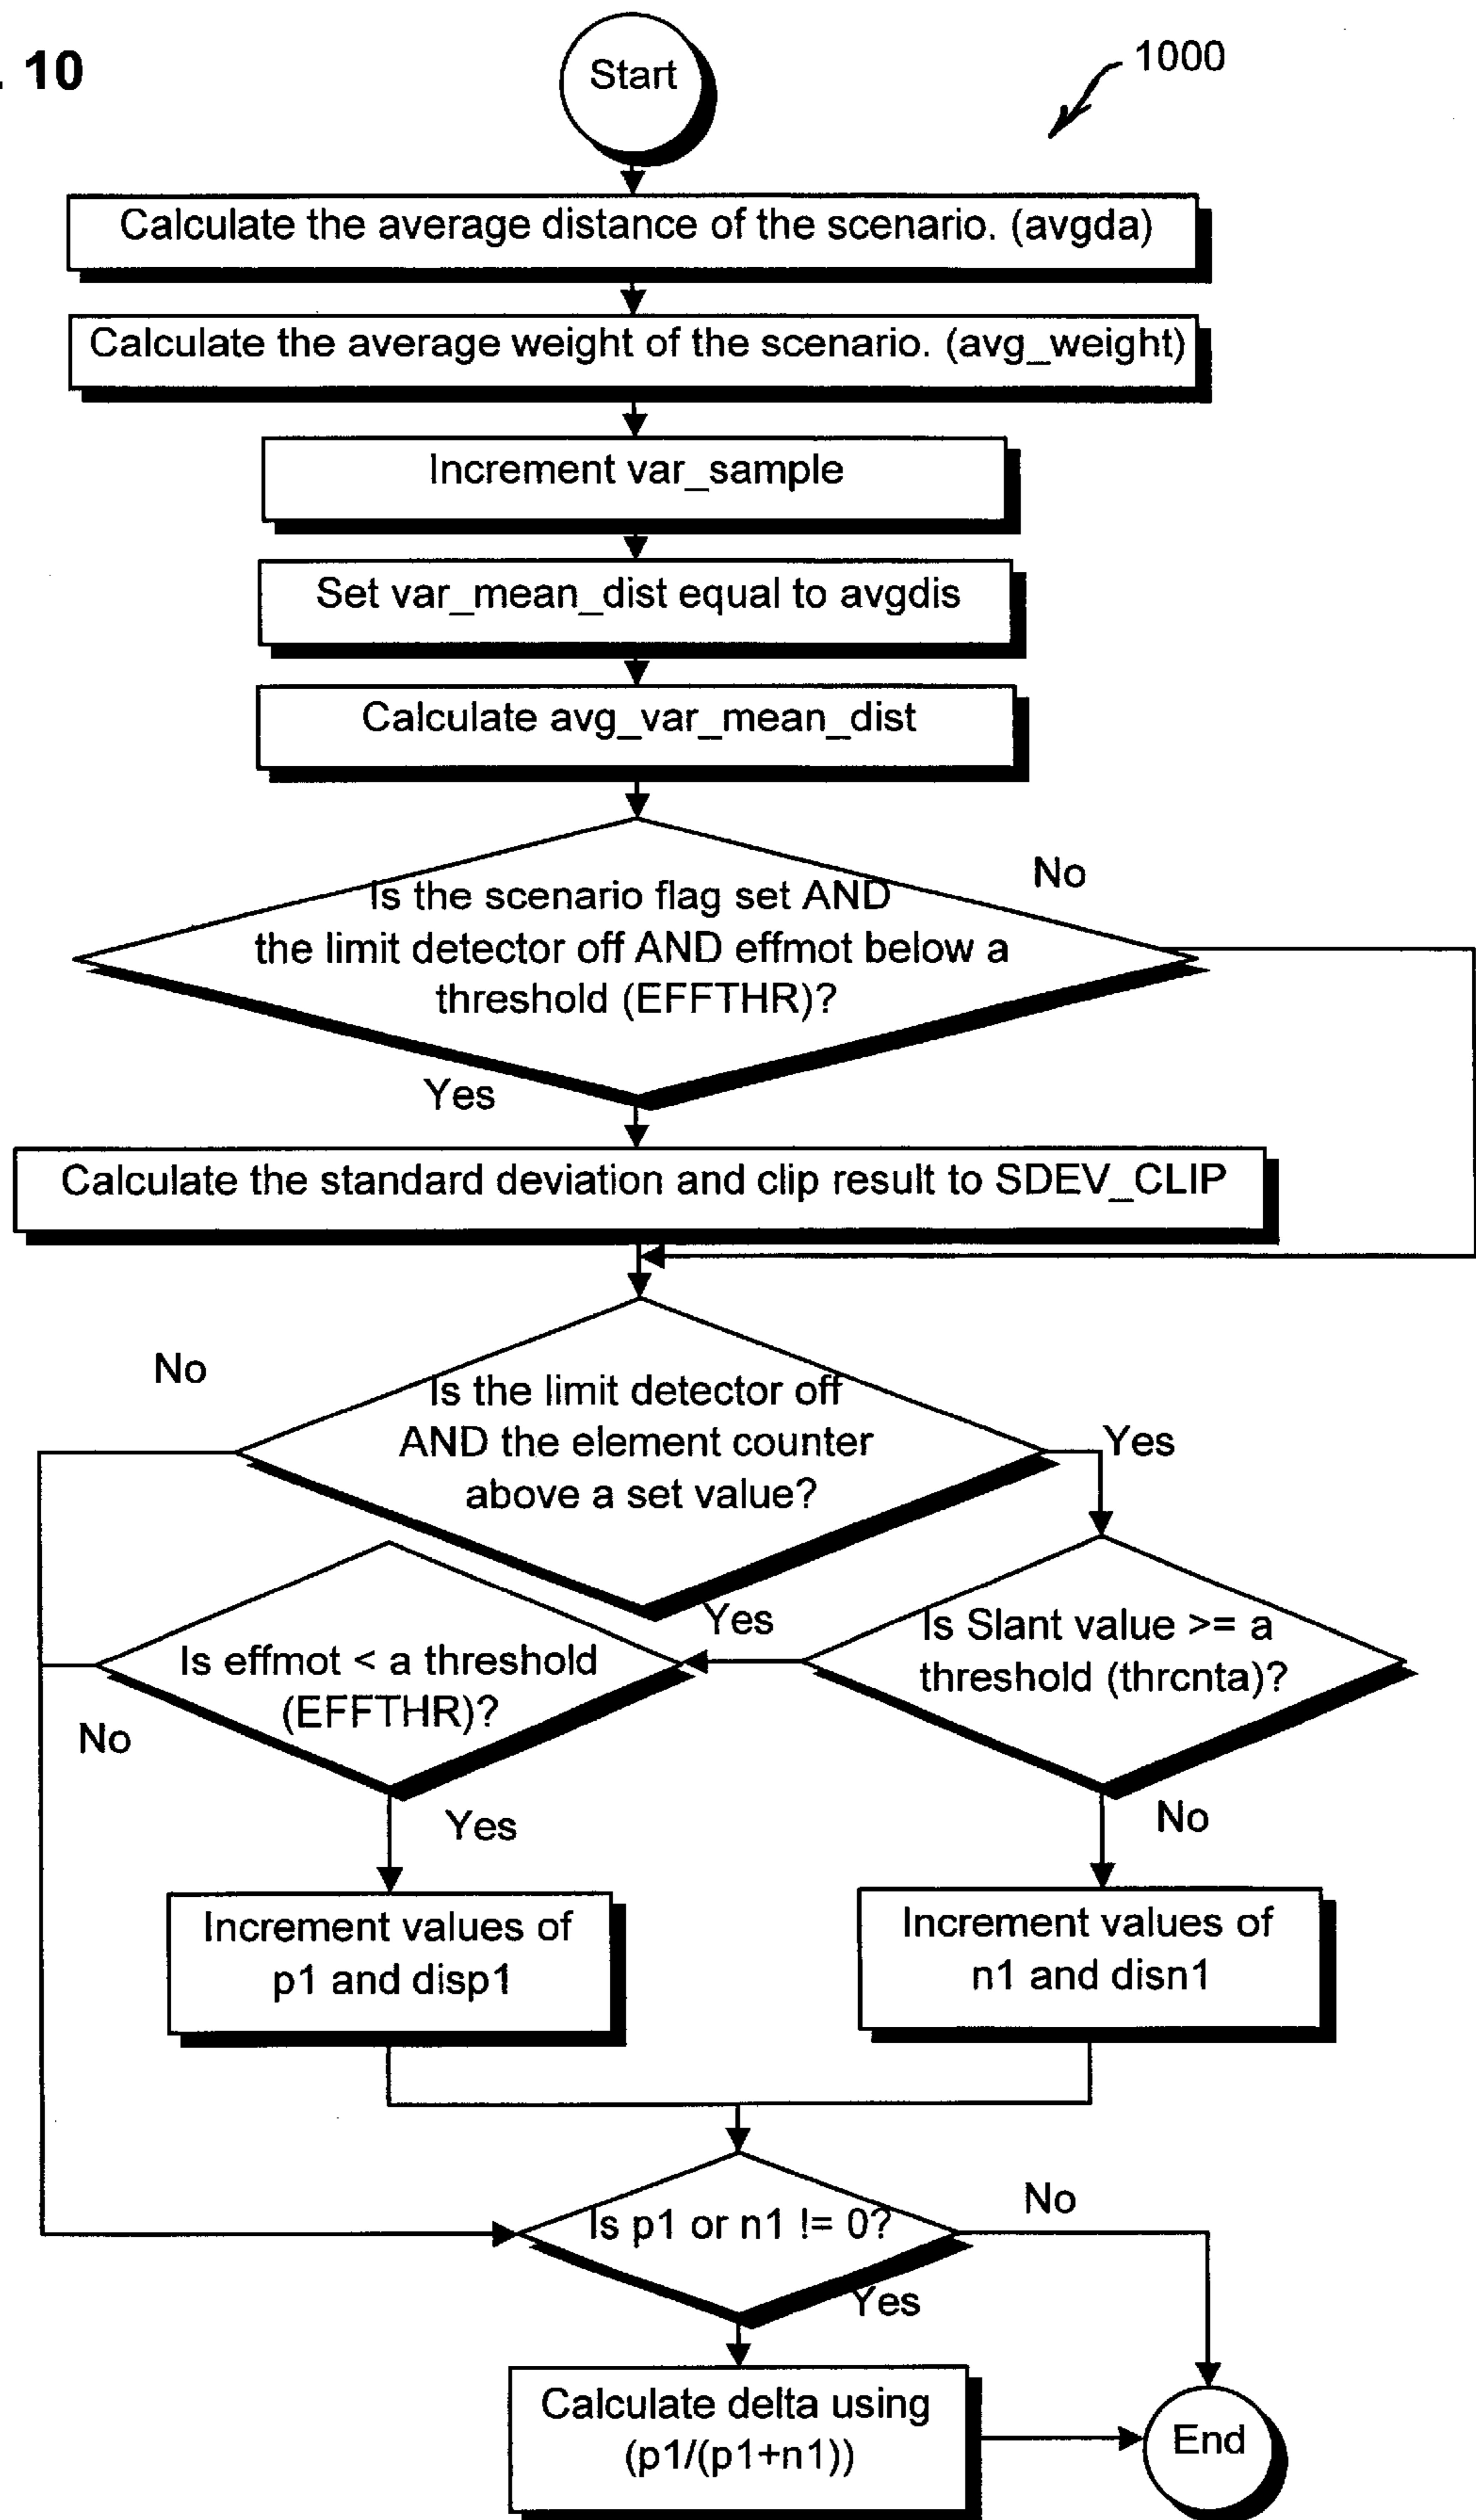 . 10
Start
1000
Calculate the average distance of the scenario. (avgda)
Calculate the average weight of the scenario. (avg_weight)
Increment var_sample
Set var_mean_dist equal to avgdis
Calculate avg_var_mean_dist
No
Is the scenario flag set AND
the limit detector off AND effmot below a
threshold (EFFTHR)?
Yes
Calculate the standard deviation and clip result to SDEV_CLIP
No
Is the limit detector off
AND the element counter
above a set value?
Yes
Yes
Is Slant value >= a
threshold (thrcnta)?
Is effmot < a threshold
(EFFTHR)?
No
Yes
No
Increment values of
p1 and disp1
Increment values of
n1 and disn1
No
Is p1 or n1 != 0?
Yes
Calculate delta using
(p1/(p1+n1))
End